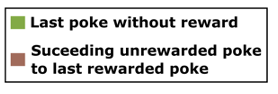 Last poke without reward
Suceeding unrewarded poke
to last rewarded poke